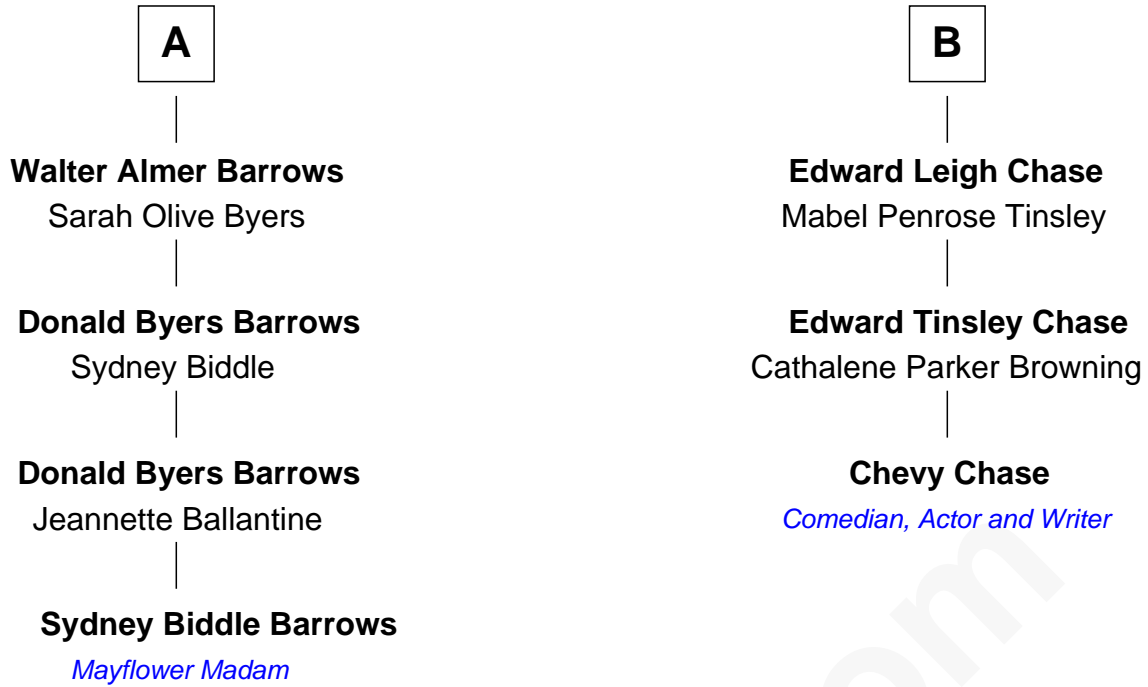 A
Walter Almer Barrows
Sarah Olive Byers
Donald Byers Barrows
Sydney Biddle
Donald Byers Barrows
Jeannette Ballantine
Sydney Biddle Barrows
Mayflower Madam
B
Edward Leigh Chase
Mabel Penrose Tinsley
Edward Tinsley Chase
Cathalene Parker Browning
Chevy Chase
Comedian, Actor and Writer
om